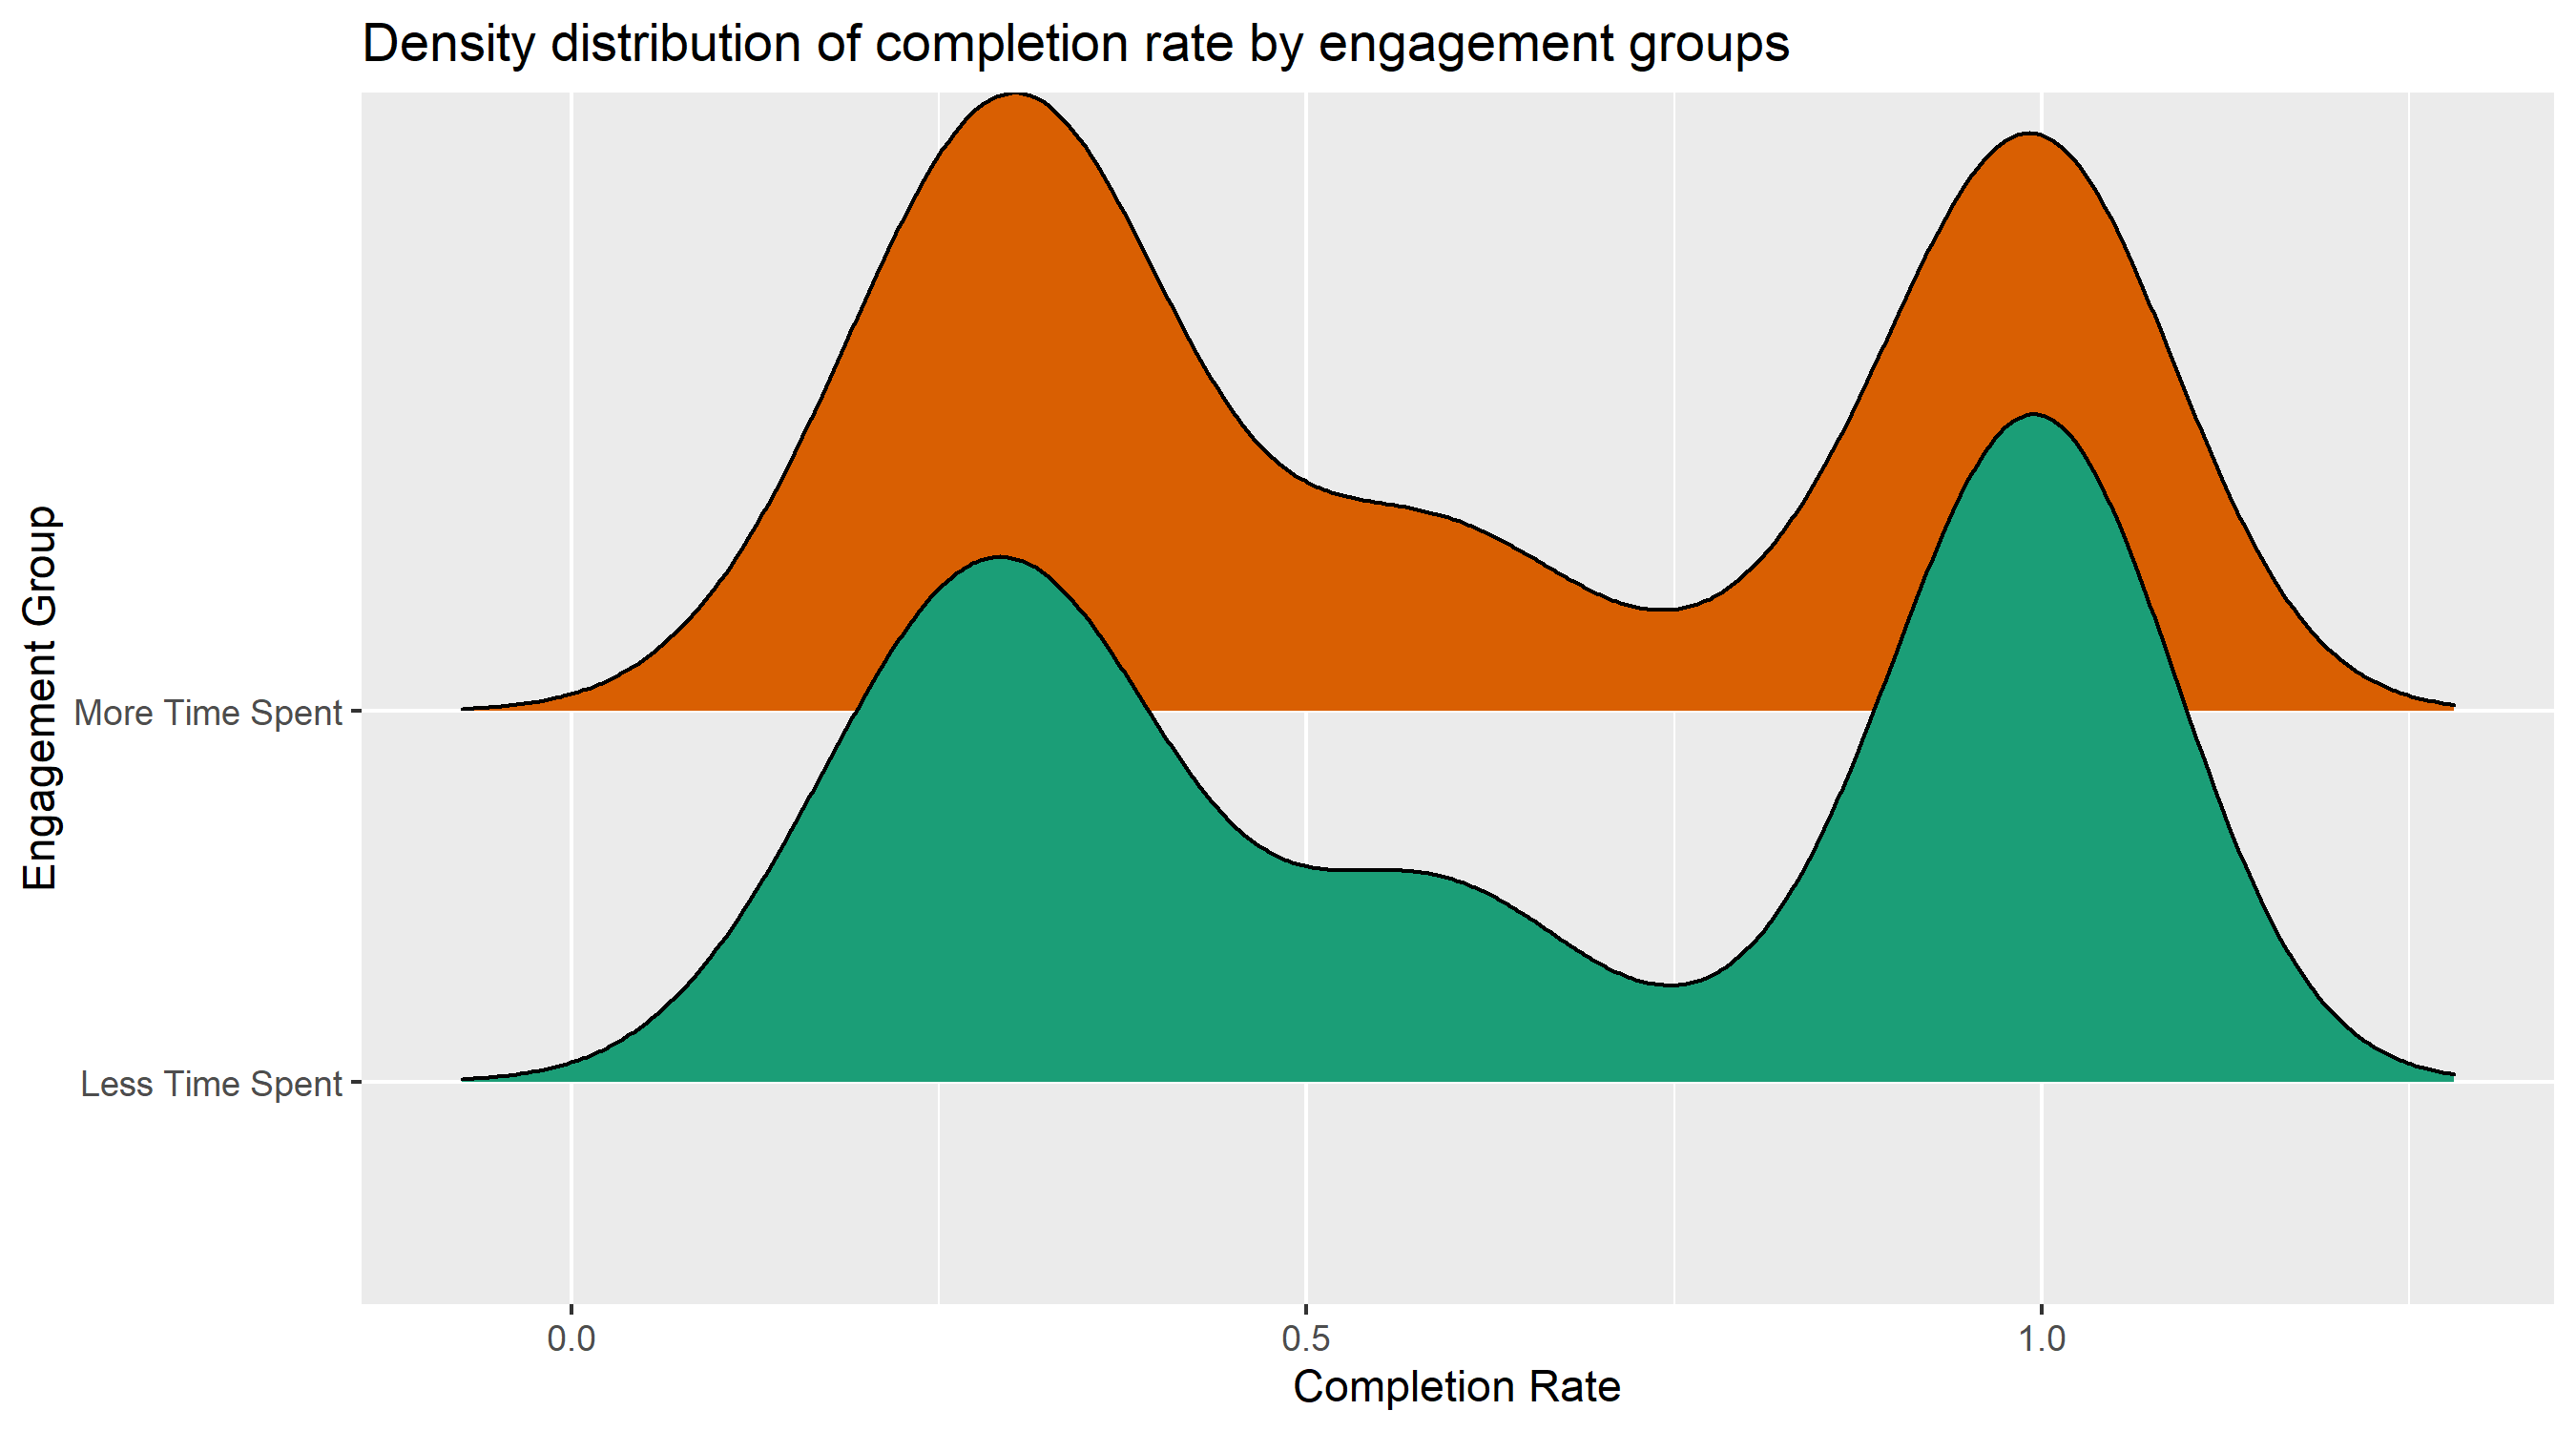 Density distribution of completion rate by engagement groups
Engagement Group
More Time Spent
Less Time Spent
0.0
0.5
1.0
Completion Rate